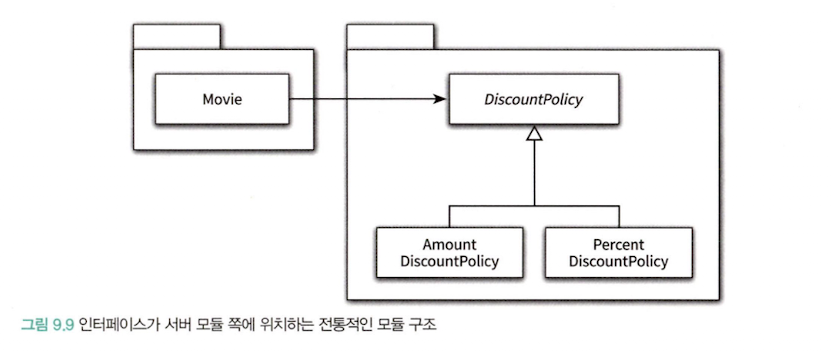 Movie
DiscountPolicy
Amount
DiscountPolicy
Percent
DiscountPolicy
그림 9.9 인터페이스가 서버 모듈 쪽에 위치하는 전통적인 모듈 구조